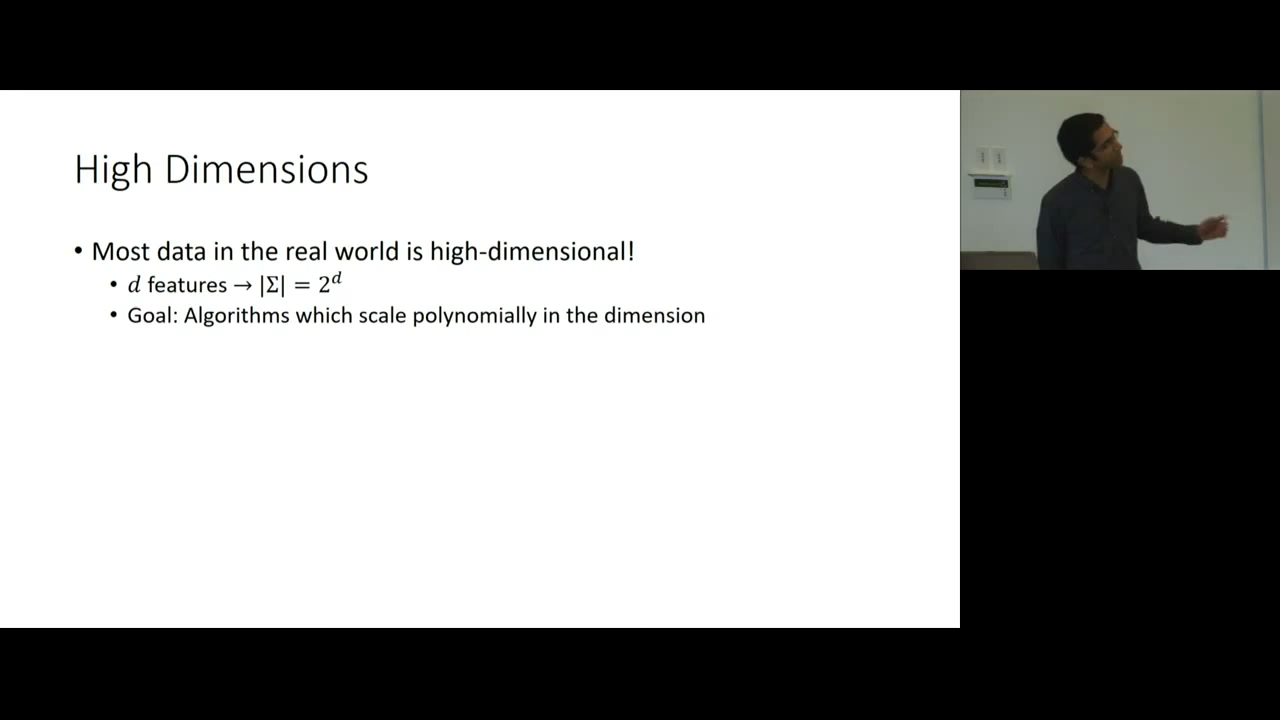 High Dimensions
• Most data in the real world is high-dimensional!
• 𝑑 features → |Σ| = 2^𝑑
• Goal: Algorithms which scale polynomially in the dimension